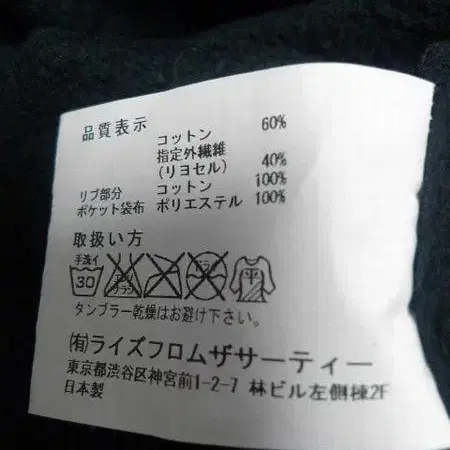 品質表示
コットン 60%
指定外繊維
(リヨセル) 40%
リブ部分 コットン 100%
ポケット袋布 ポリエステル 100%
取扱い方
手洗イ
30
ドライ
平
タンブラー乾燥はお避け下さい。
(有)ライズフロムザサーティー
東京都渋谷区神宮前1-2-7 林ビル左側棟2F
日本製